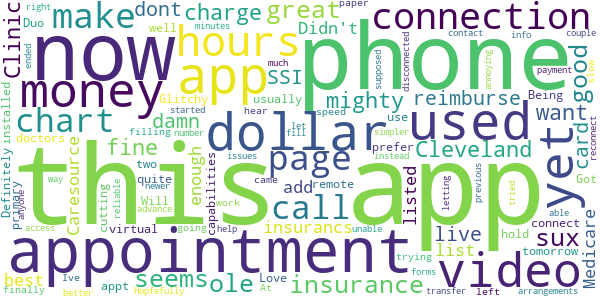 Clinic
now
make
dont
Duo
charge
hours
great
Didn't
well
minutes
right
ended
paper
couple
phone
connection
contact
info
annoying
supposed
disconnected
payment
slow
money
app
SSI
mighty
reimburse
Being
good
usually
much
Glitchy
started
hear
speed
use
simpler
reconnect
chart
damn
dollar
used
yet
want
card
installed
doctors
filling
number
let
fill
prefer
instead
Got
Definitely
primary
anyone
Caresource
fine
two
enough
page
Cleveland
tried
this app
cutting
reliable
quite
newer
Will
capabilities
issues
came
add
remote
call
listed
letting
live
list
previous
connect
able
sux
tomorrow
Medicare
way
advance
work
virtual
going
help
insurancs
unable
hold
access
appointment
appt
trying
forms
video
best
finally
seems
ole
Love
At
insurance
Ive
better
Hopefully
transfer
left
arrangements